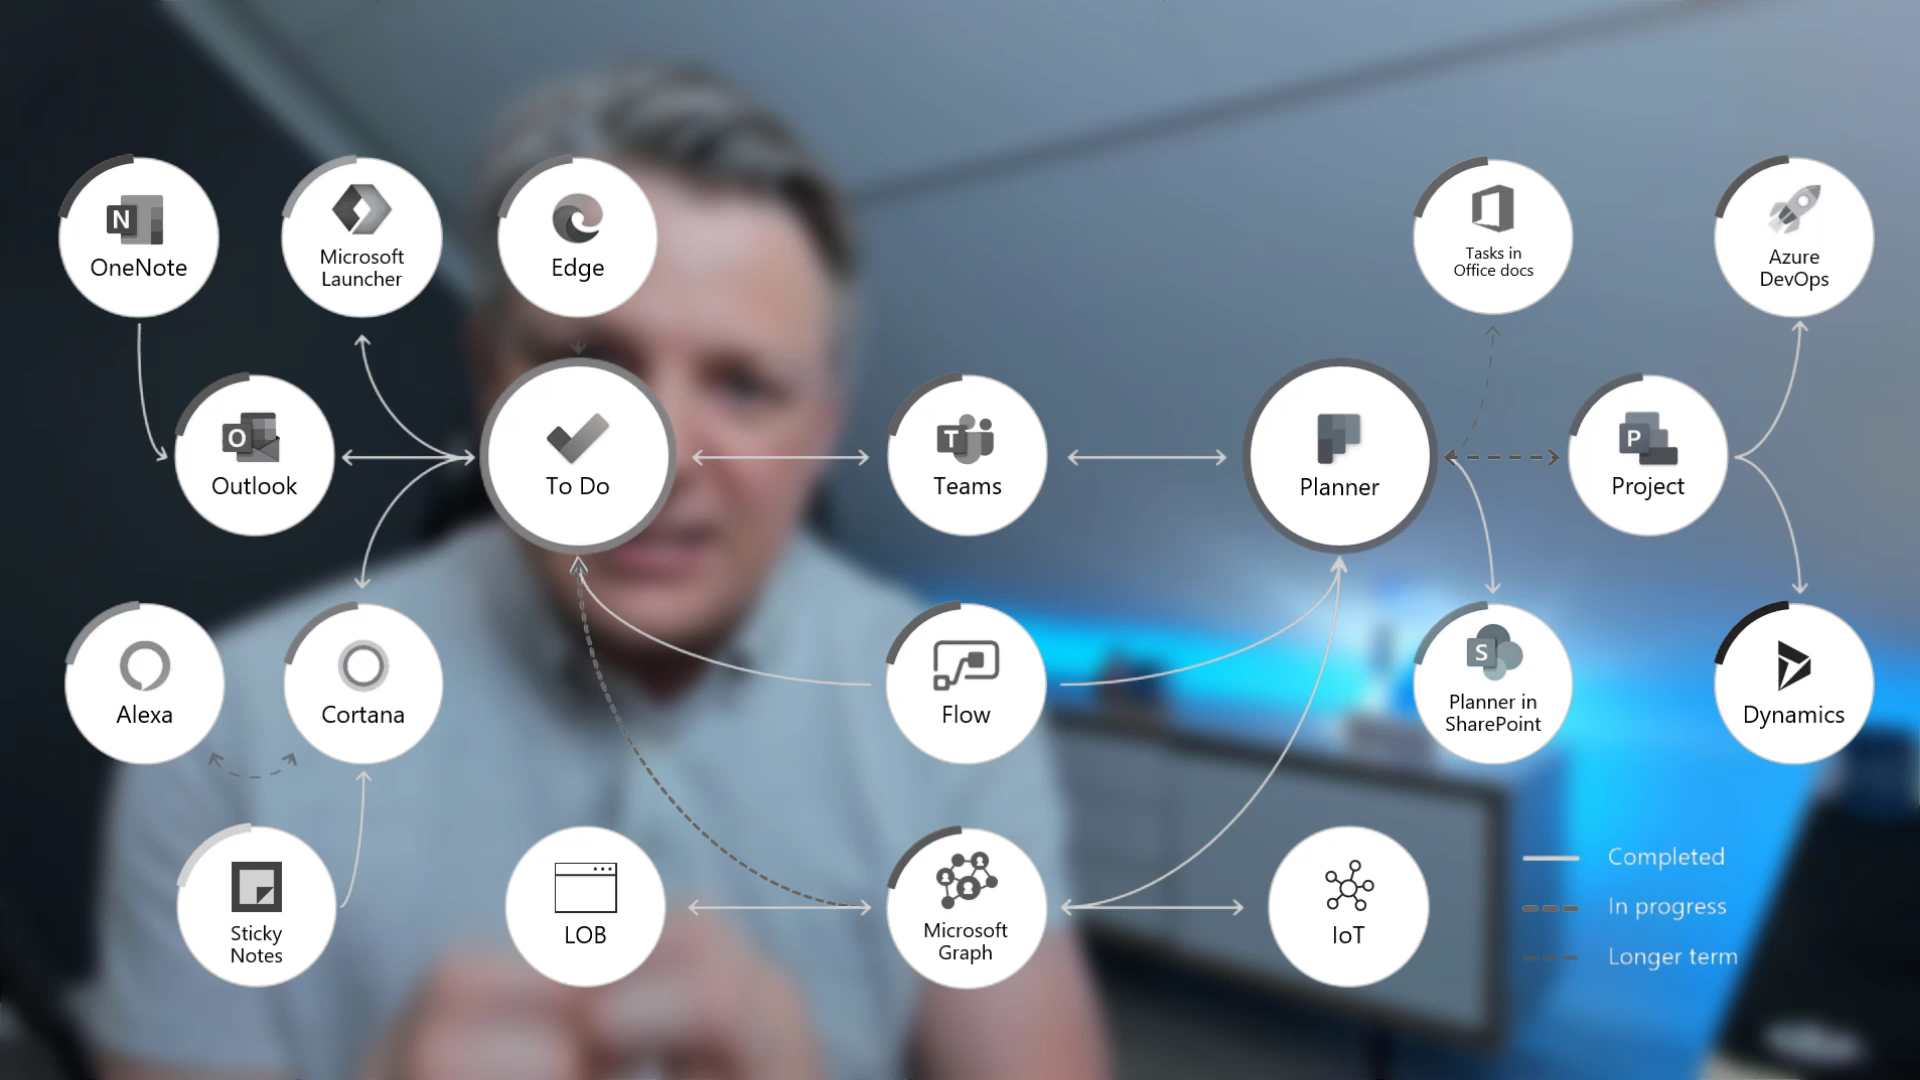 OneNote
Microsoft
Launcher
Edge
Tasks in
Office docs
Azure
DevOps
Outlook
To Do
Teams
Planner
Project
Alexa
Cortana
Flow
Planner in
SharePoint
Dynamics
Sticky
Notes
LOB
Microsoft
Graph
IoT
Completed
In progress
Longer term
N
O
T
P
S